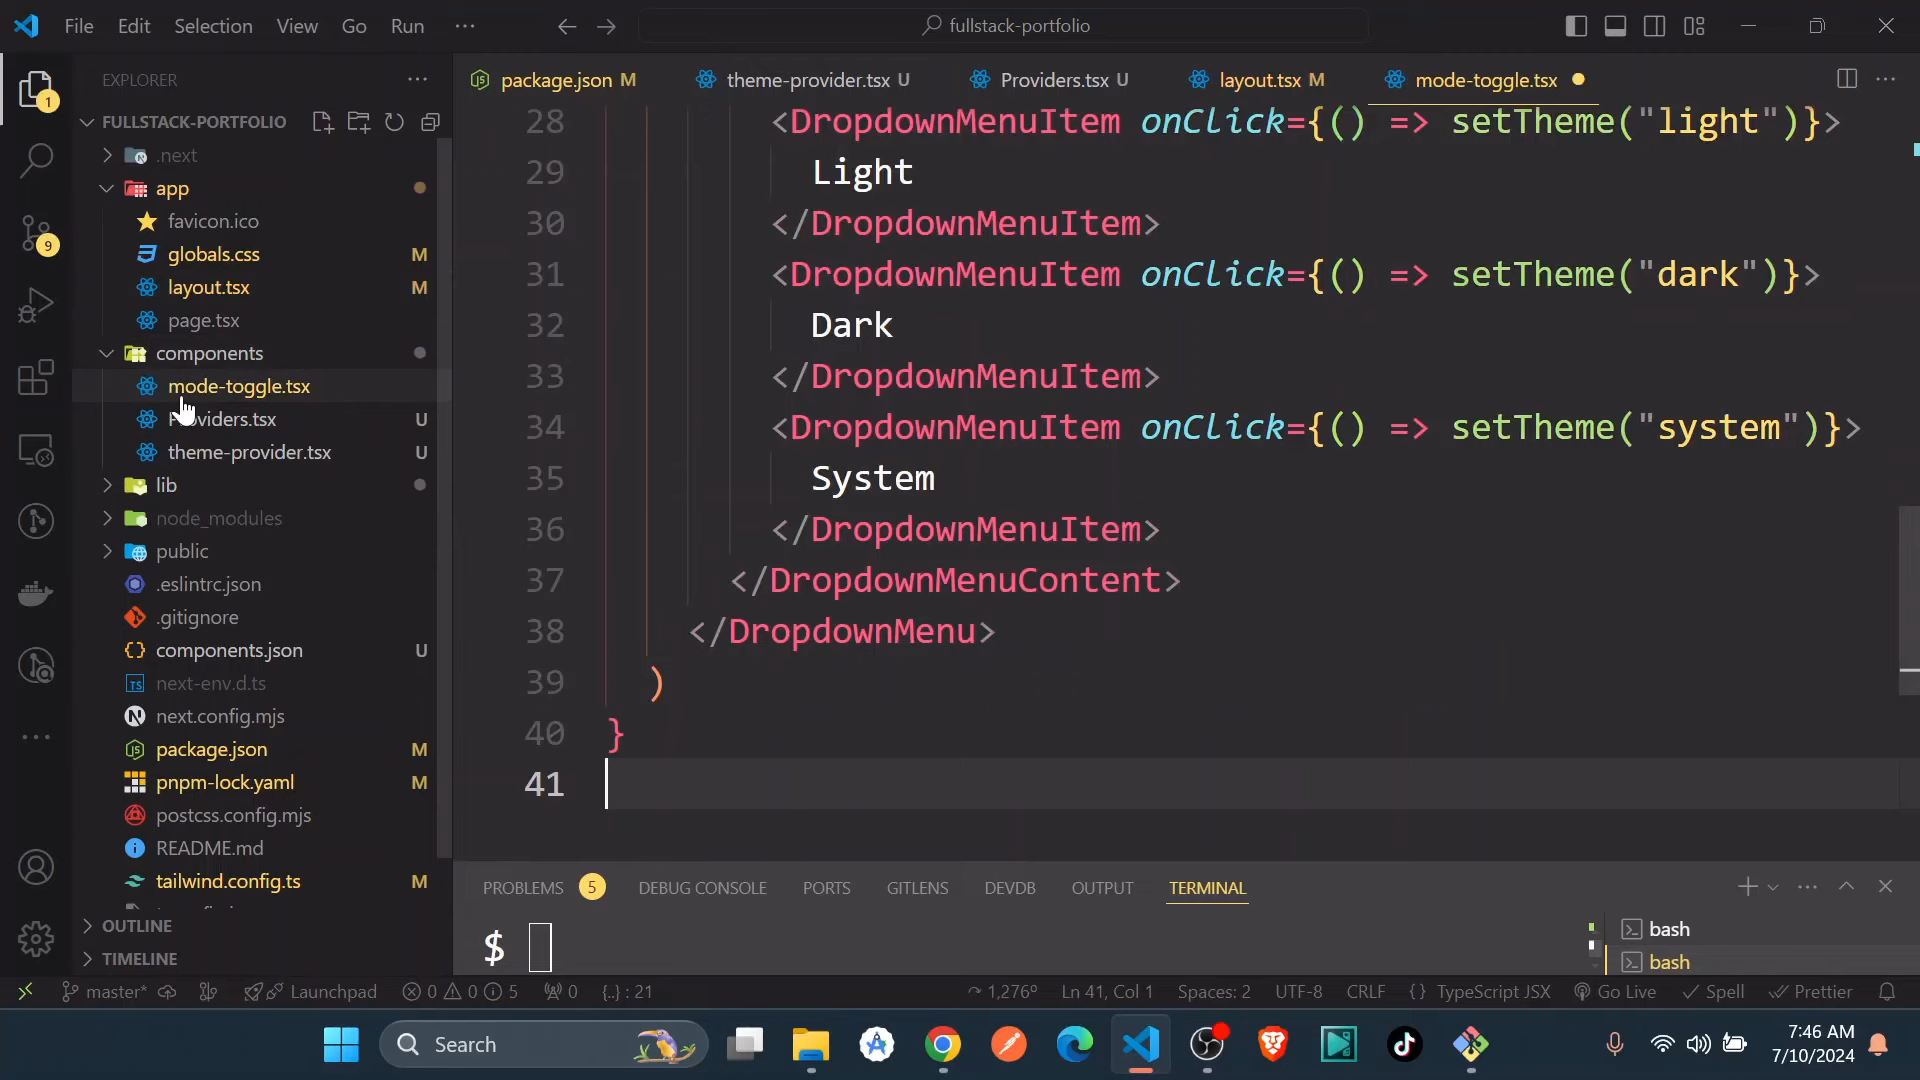 File Edit Selection View Go Run ··· fullstack-portfolio
EXPLORER
FULLSTACK-PORTFOLIO
.next
app
favicon.ico
globals.css M
layout.tsx M
page.tsx
components
mode-toggle.tsx
Providers.tsx U
theme-provider.tsx U
lib
node_modules
public
.eslintrc.json
.gitignore
components.json U
next-env.d.ts
next.config.mjs
package.json M
pnpm-lock.yaml M
postcss.config.mjs
README.md
tailwind.config.ts M
OUTLINE
TIMELINE
1
9
package.json M theme-provider.tsx U Providers.tsx U layout.tsx M mode-toggle.tsx
28 <DropdownMenuItem onClick={() => setTheme("light")}>
29 Light
30 </DropdownMenuItem>
31 <DropdownMenuItem onClick={() => setTheme("dark")}>
32 Dark
33 </DropdownMenuItem>
34 <DropdownMenuItem onClick={() => setTheme("system")}>
35 System
36 </DropdownMenuItem>
37 </DropdownMenuContent>
38 </DropdownMenu>
39 )
40 }
41
PROBLEMS 5 DEBUG CONSOLE PORTS GITLENS DEVDB OUTPUT TERMINAL
$
bash
bash
master* Launchpad 0 0 5 0 {..} : 21 1,276º Ln 41, Col 1 Spaces: 2 UTF-8 CRLF {} TypeScript JSX Go Live Spell Prettier
Search
7:46 AM
7/10/2024